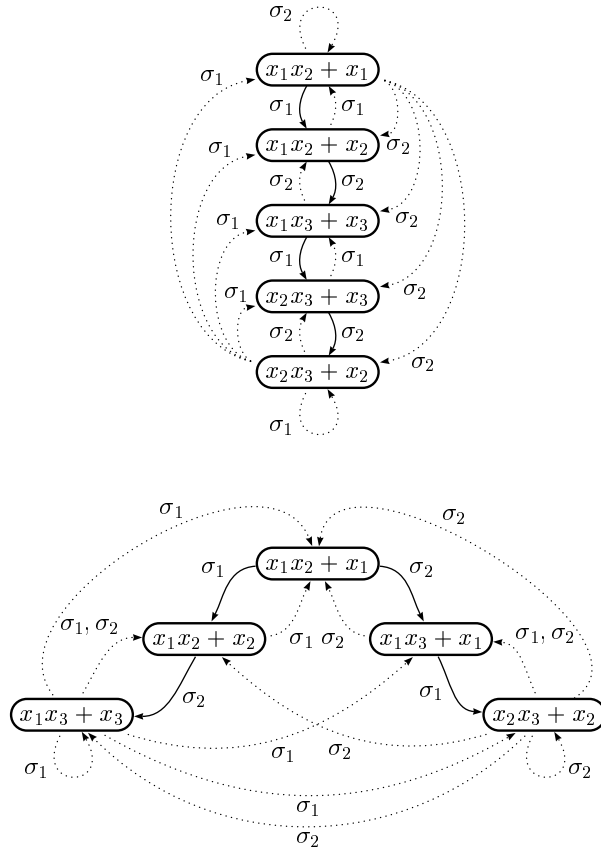 σ₂
x₁x₂ + x₁
σ₁
σ₁ σ₁
σ₁
x₁x₂ + x₂
σ₂
σ₂ σ₂
σ₁
x₁x₃ + x₃
σ₂
σ₁ σ₁
σ₁
x₂x₃ + x₃
σ₂
σ₂ σ₂
x₂x₃ + x₂
σ₂
σ₁
σ₁
σ₂
x₁x₂ + x₁
σ₁
σ₂
σ₁, σ₂
x₁x₂ + x₂
σ₁ σ₂
x₁x₃ + x₁
σ₁, σ₂
σ₂
σ₁
x₁x₃ + x₃
x₂x₃ + x₂
σ₁
σ₁
σ₂
σ₂
σ₁
σ₂